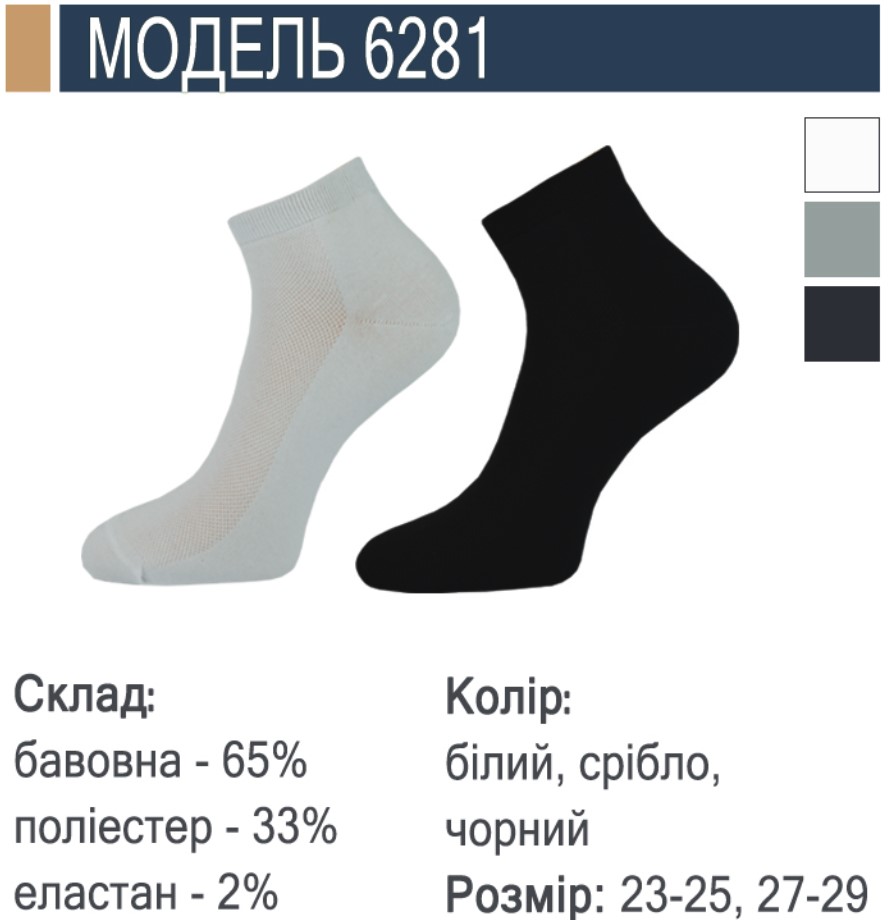 МОДЕЛЬ 6281
Склад:
бавовна - 65%
поліестер - 33%
еластан - 2%
Колір:
білий, срібло,
чорний
Розмір: 23-25, 27-29